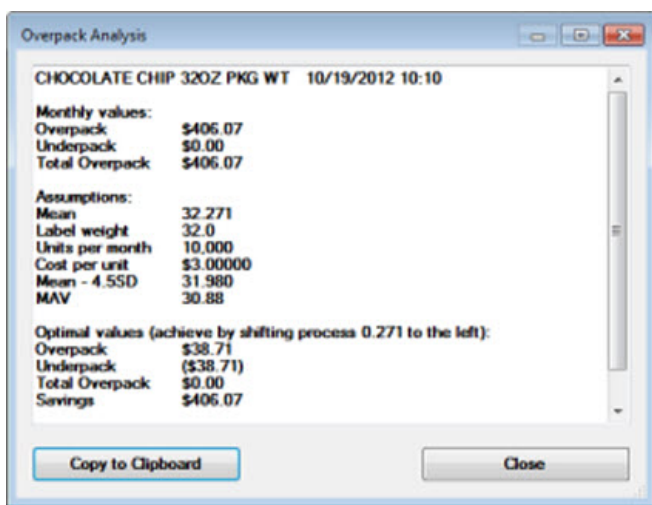 Overpack Analysis
CHOCOLATE CHIP 32OZ PKG WT 10/19/2012 10:10
Monthly values:
Overpack $406.07
Underpack $0.00
Total Overpack $406.07
Assumptions:
Mean 32.271
Label weight 32.0
Units per month 10,000
Cost per unit $3.00000
Mean - 4.5SD 31.980
MAV 30.88
Optimal values (achieve by shifting process 0.271 to the left):
Overpack $38.71
Underpack ($38.71)
Total Overpack $0.00
Savings $406.07
Copy to Clipboard
Close